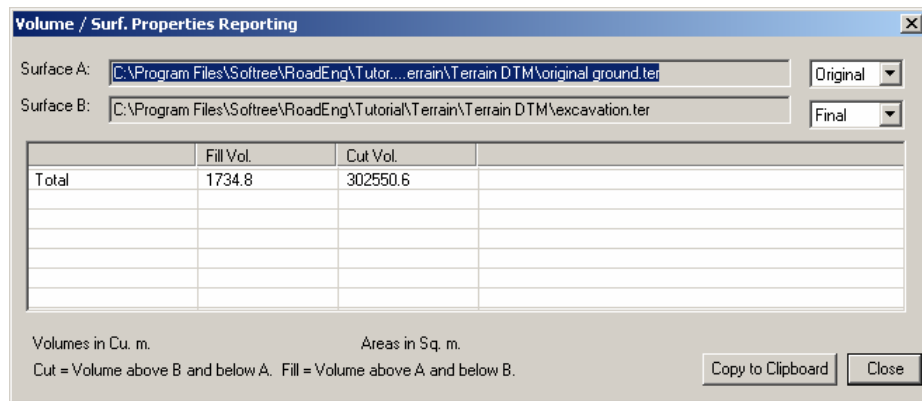 Volume / Surf. Properties Reporting
Surface A: C:\Program Files\Softree\RoadEng\Tutor....errain\Terrain DTM\original ground.ter Original
Surface B: C:\Program Files\Softree\RoadEng\Tutorial\Terrain\Terrain DTM\excavation.ter Final
Fill Vol. Cut Vol.
Total 1734.8 302550.6
Volumes in Cu. m. Areas in Sq. m.
Cut = Volume above B and below A. Fill = Volume above A and below B.
Copy to Clipboard Close